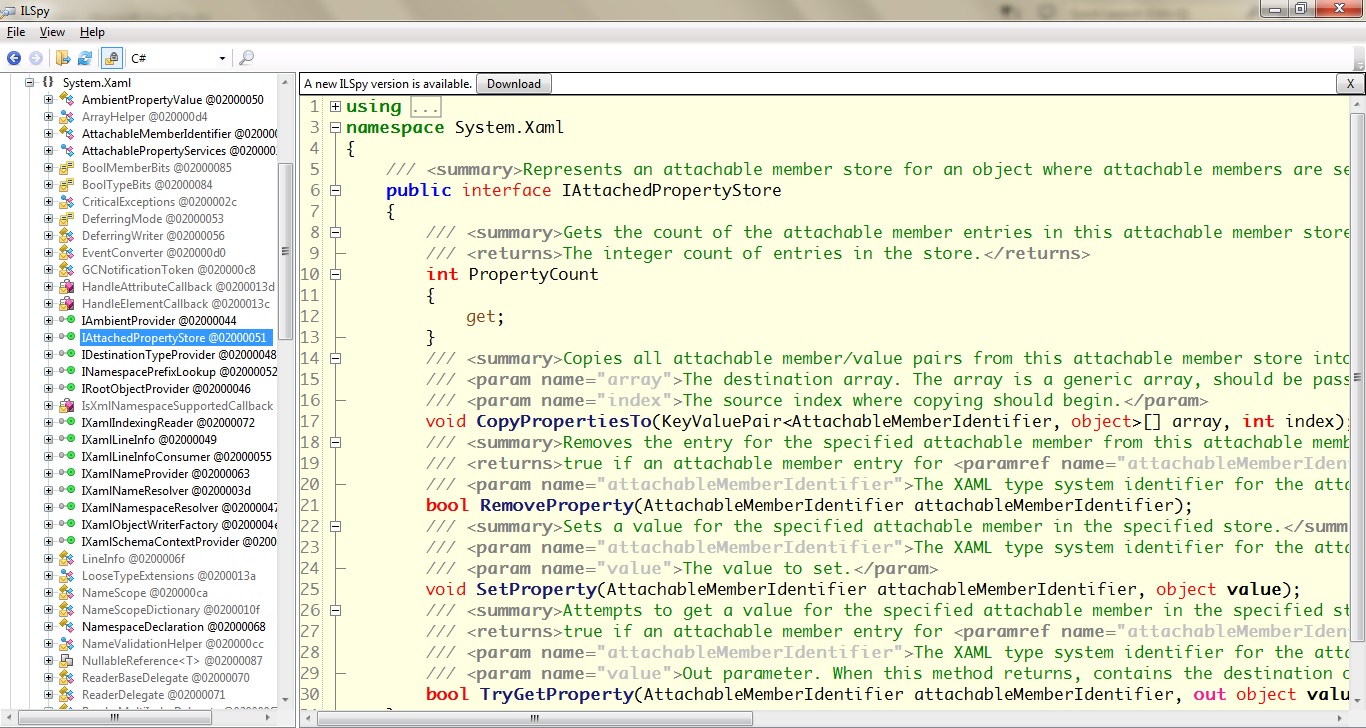 ILSpy
File View Help
C#
System.Xaml
AmbientPropertyValue @02000050
ArrayHelper @020000d4
AttachableMemberIdentifier @020000
AttachablePropertyServices @020000
BoolMemberBits @02000085
BoolTypeBits @02000084
CriticalExceptions @0200002c
DeferringMode @02000053
DeferringWriter @02000056
EventConverter @020000d0
GCNotificationToken @020000c8
HandleAttributeCallback @0200013d
HandleElementCallback @0200013c
IAmbientProvider @02000044
IAttachedPropertyStore @02000051
IDestinationTypeProvider @02000048
INamespacePrefixLookup @02000052
IRootObjectProvider @02000046
IsXmlNamespaceSupportedCallback
IXamlIndexingReader @02000072
IXamlLineInfo @02000049
IXamlLineInfoConsumer @02000055
IXamlNameProvider @02000063
IXamlNameResolver @0200003d
IXamlNamespaceResolver @02000047
IXamlObjectWriterFactory @0200004e
IXamlSchemaContextProvider @0200
LineInfo @0200006f
LooseTypeExtensions @0200013a
NameScope @020000ca
NameScopeDictionary @0200010f
NamespaceDeclaration @02000068
NameValidationHelper @020000cc
NullableReference<T> @02000087
ReaderBaseDelegate @02000070
ReaderDelegate @02000071
A new ILSpy version is available. Download X
1 using ...
3 namespace System.Xaml
4 {
5 /// <summary>Represents an attachable member store for an object where attachable members are se
6 public interface IAttachedPropertyStore
7 {
8 /// <summary>Gets the count of the attachable member entries in this attachable member store
9 /// <returns>The integer count of entries in the store.</returns>
10 int PropertyCount
11 {
12 get;
13 }
14 /// <summary>Copies all attachable member/value pairs from this attachable member store into
15 /// <param name="array">The destination array. The array is a generic array, should be pass
16 /// <param name="index">The source index where copying should begin.</param>
17 void CopyPropertiesTo(KeyValuePair<AttachableMemberIdentifier, object>[] array, int index);
18 /// <summary>Removes the entry for the specified attachable member from this attachable memb
19 /// <returns>true if an attachable member entry for <paramref name="attachableMemberIden
20 /// <param name="attachableMemberIdentifier">The XAML type system identifier for the atta
21 bool RemoveProperty(AttachableMemberIdentifier attachableMemberIdentifier);
22 /// <summary>Sets a value for the specified attachable member in the specified store.</summ
23 /// <param name="attachableMemberIdentifier">The XAML type system identifier for the atta
24 /// <param name="value">The value to set.</param>
25 void SetProperty(AttachableMemberIdentifier attachableMemberIdentifier, object value);
26 /// <summary>Attempts to get a value for the specified attachable member in the specified st
27 /// <returns>true if an attachable member entry for <paramref name="attachableMemberIden
28 /// <param name="attachableMemberIdentifier">The XAML type system identifier for the atta
29 /// <param name="value">Out parameter. When this method returns, contains the destination o
30 bool TryGetProperty(AttachableMemberIdentifier attachableMemberIdentifier, out object valu